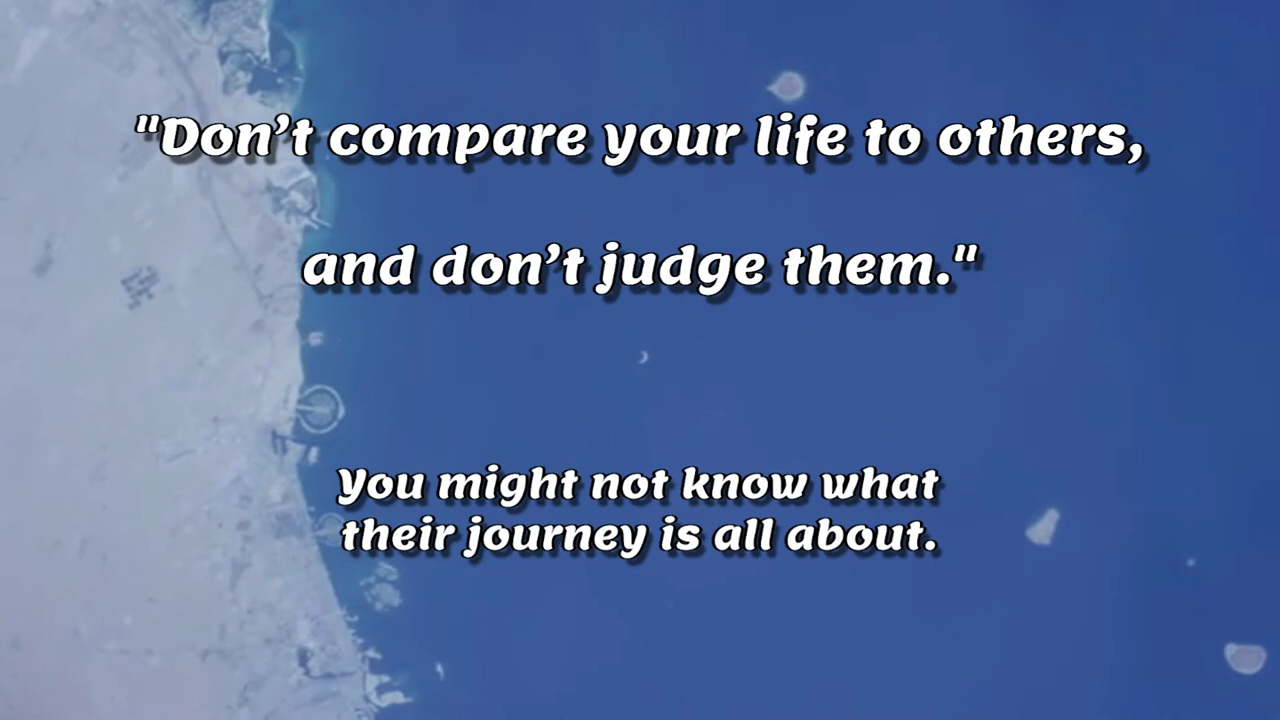 "Don't compare your life to others,
and don't judge them."
You might not know what
their journey is all about.